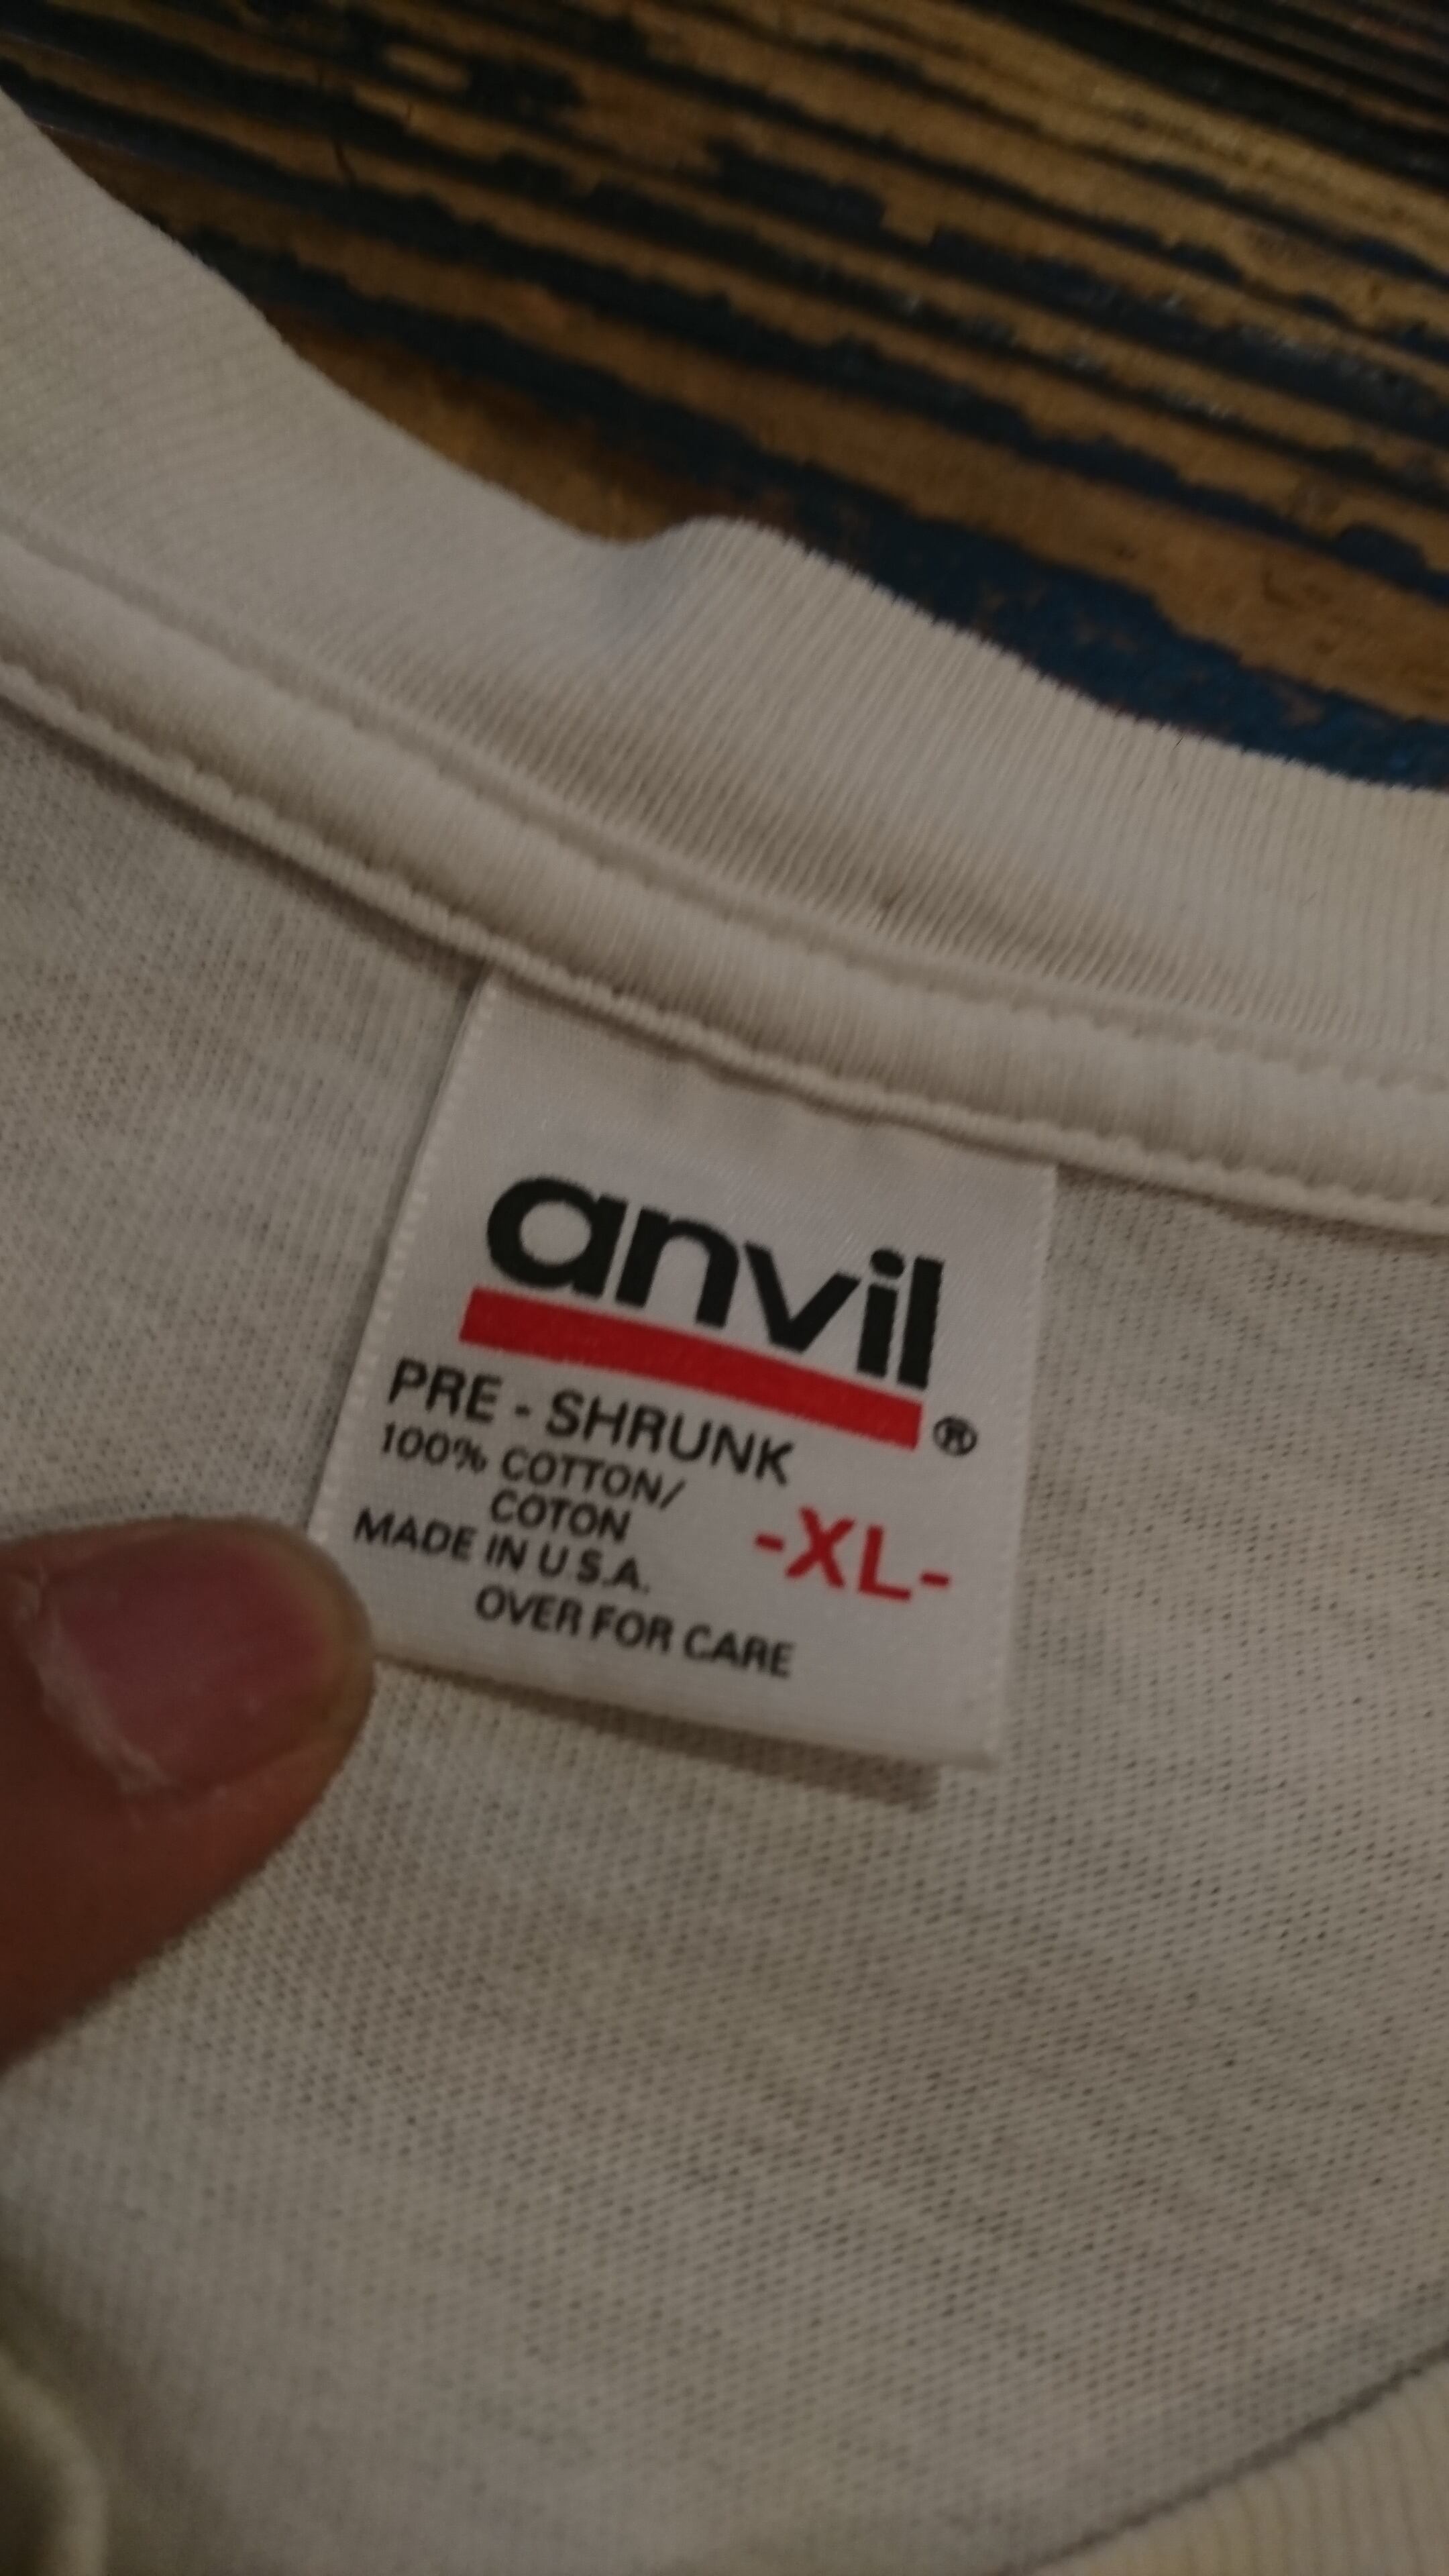 anvil ®
PRE - SHRUNK
100% COTTON/
COTON
-XL-
MADE IN U S.A.
OVER FOR CARE